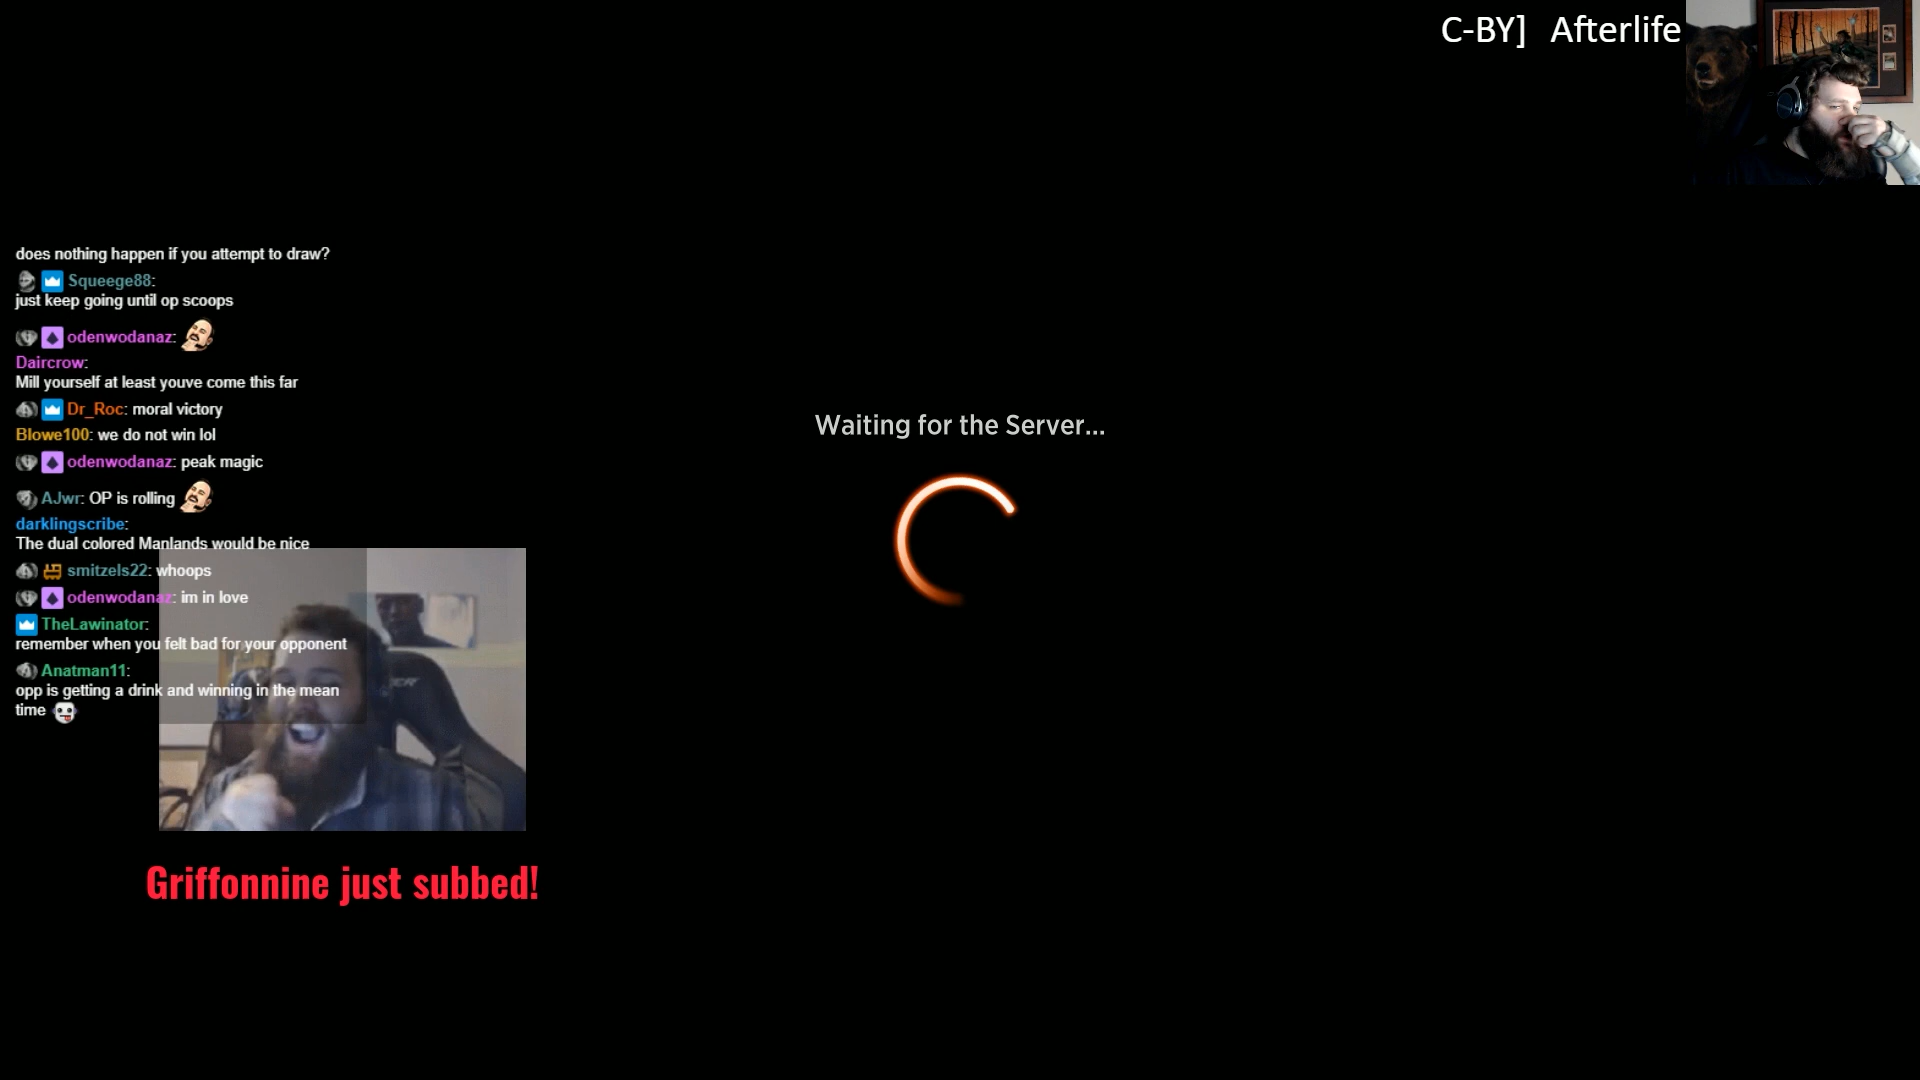 C-BY] Afterlife
does nothing happen if you attempt to draw?
Squeege88:
just keep going until op scoops
odenwodanaz:
Daircrow:
Mill yourself at least youve come this far
Dr_Roc: moral victory
Blowe100: we do not win lol
odenwodanaz: peak magic
AJwr: OP is rolling
darklingscribe:
The dual colored Manlands would be nice
smitzels22: whoops
odenwodanaz: im in love
TheLawinator:
remember when you felt bad for your opponent
Anatman11:
opp is getting a drink and winning in the mean
time
Waiting for the Server...
Griffonnine just subbed!